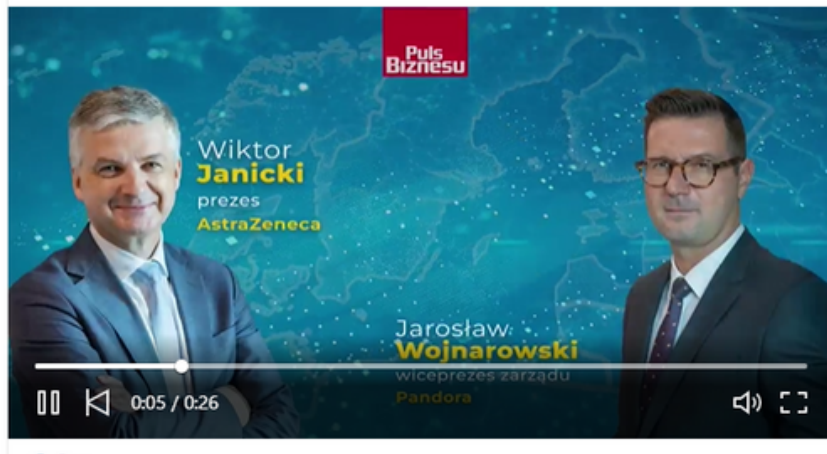 Puls
Biznesu
Wiktor
Janicki
prezes
AstraZeneca
Jarosław
Wojnarowski
wiceprezes zarządu
Pandora
0:05 / 0:26